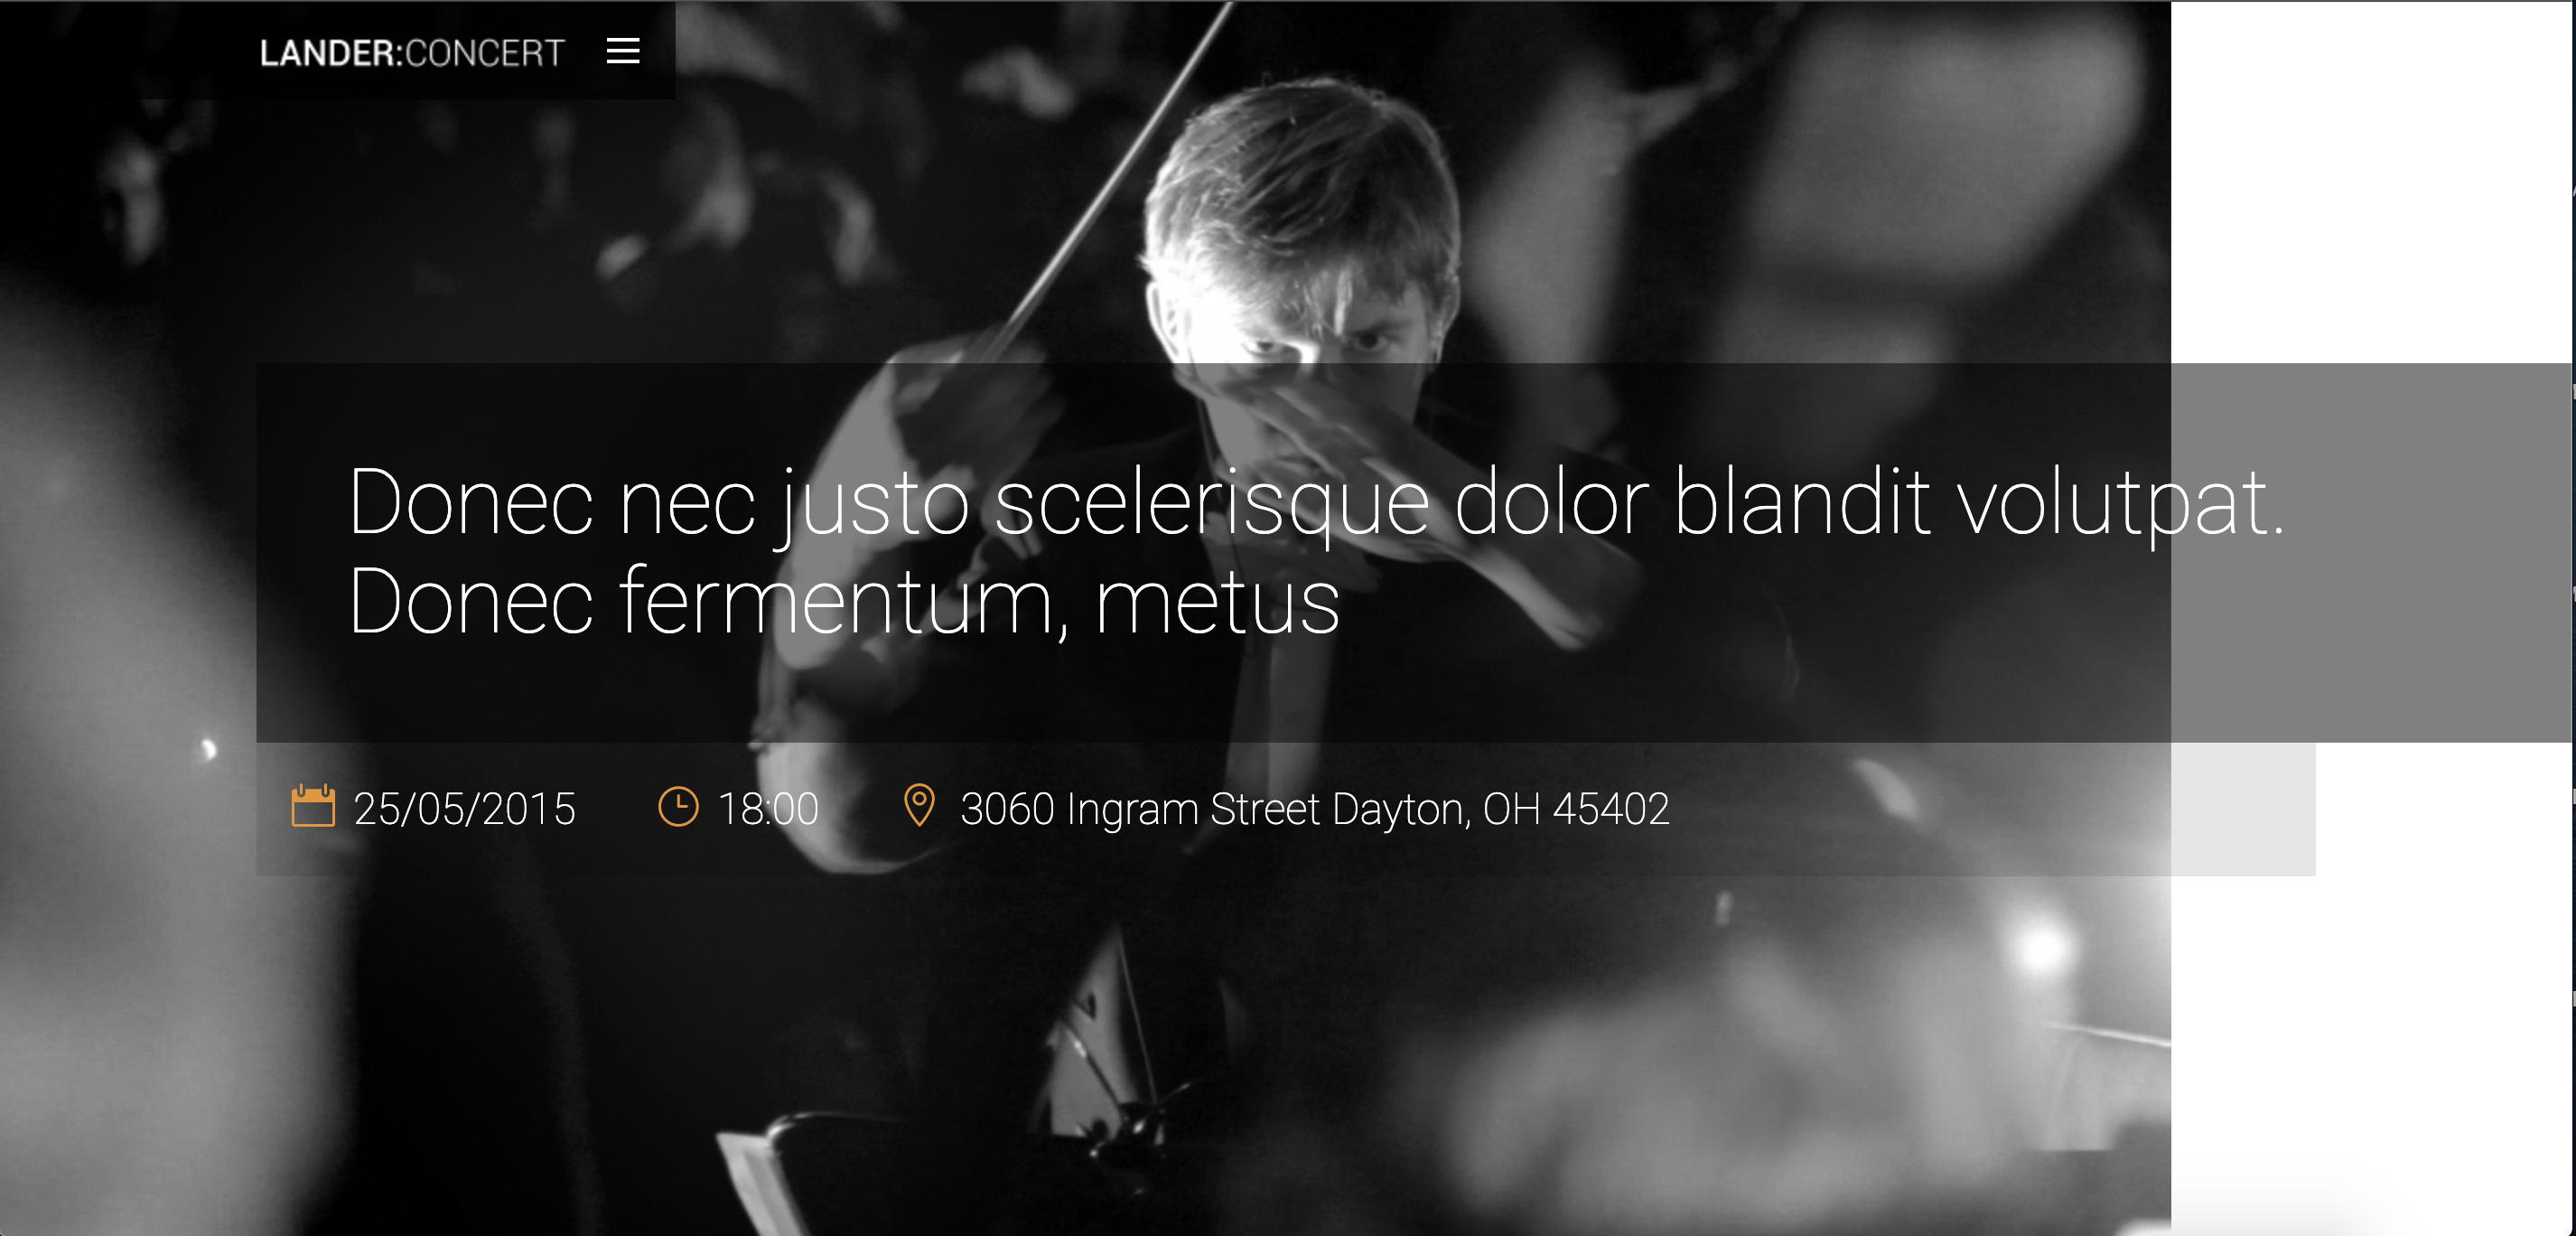 LANDER:CONCERT
Donec nec justo scelerisque dolor blandit volutpat.
Donec fermentum, metus
25/05/2015 18:00 3060 Ingram Street Dayton, OH 45402